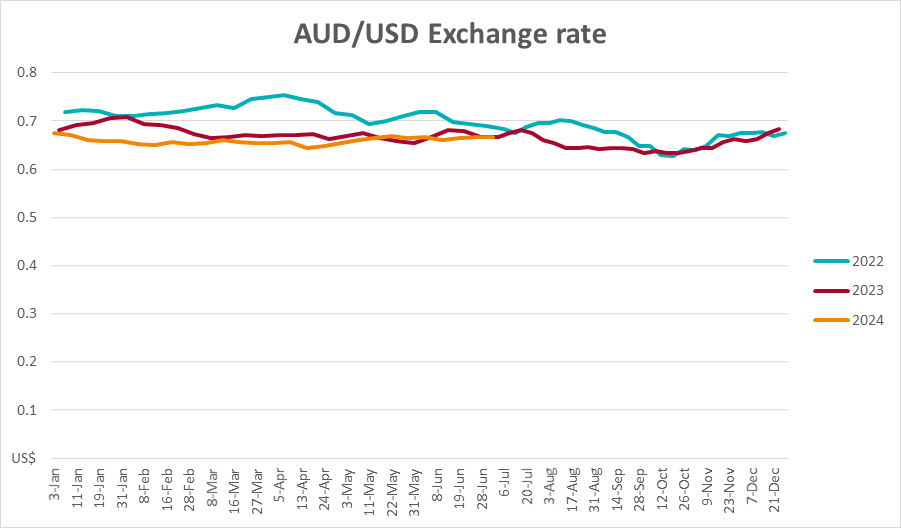 AUD/USD Exchange rate
0.8
0.7
0.6
0.5
0.4
0.3
0.2
0.1
US$
3-Jan
11-Jan
19-Jan
31-Jan
8-Feb
16-Feb
28-Feb
8-Mar
16-Mar
27-Mar
5-Apr
13-Apr
24-Apr
3-May
11-May
22-May
31-May
8-Jun
19-Jun
28-Jun
6-Jul
20-Jul
3-Aug
17-Aug
31-Aug
14-Sep
28-Sep
12-Oct
26-Oct
9-Nov
23-Nov
7-Dec
21-Dec
2022
2023
2024